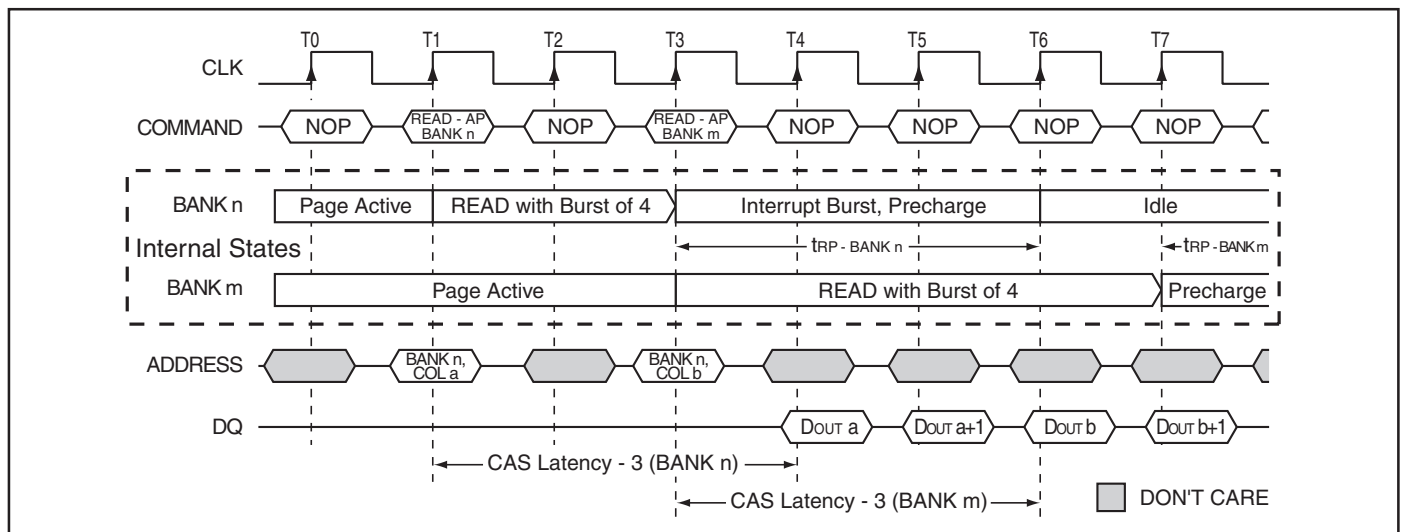 T0 T1 T2 T3 T4 T5 T6 T7
CLK
COMMAND NOP READ - AP BANK n NOP READ - AP BANK m NOP NOP NOP NOP
BANK n Page Active READ with Burst of 4 Interrupt Burst, Precharge Idle
Internal States tRP - BANK n tRP - BANK m
BANK m Page Active READ with Burst of 4 Precharge
ADDRESS BANK n, COL a BANK n, COL b
DQ DOUT a DOUT a+1 DOUT b DOUT b+1
CAS Latency - 3 (BANK n)
CAS Latency - 3 (BANK m) DON'T CARE